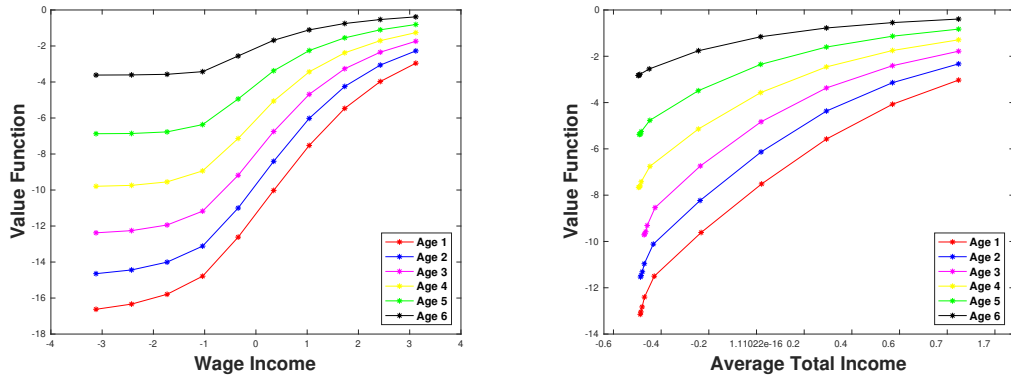 0
-2
-4
-6
-8
-10
-12
-14
-16
-18
Value Function
-4 -3 -2 -1 0 1 2 3 4
Wage Income
Age 1
Age 2
Age 3
Age 4
Age 5
Age 6
0
-2
-4
-6
-8
-10
-12
-14
Value Function
-0.6 -0.4 -0.2 1.11022e-16 0.2 0.4 0.6 0.7 1.7
Average Total Income
Age 1
Age 2
Age 3
Age 4
Age 5
Age 6